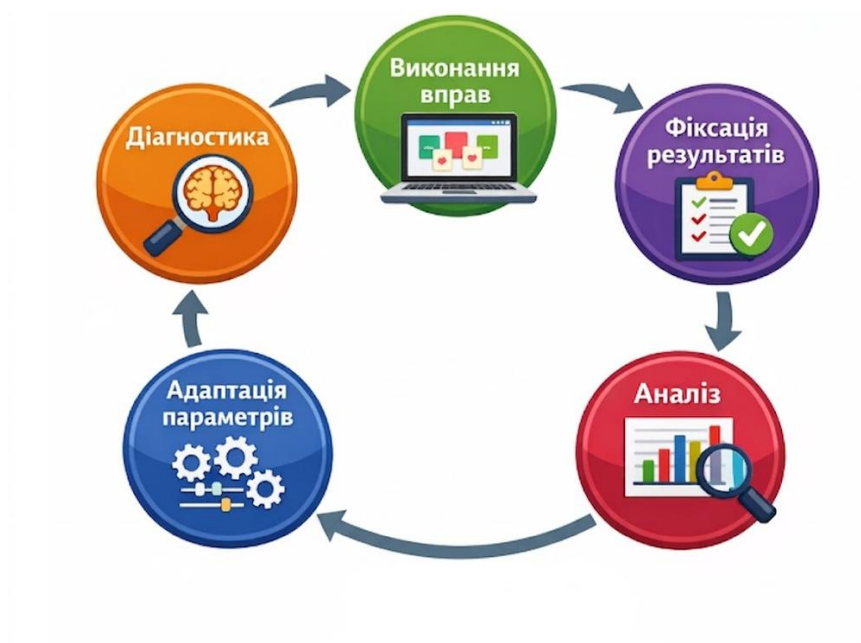 Діагностика
Виконання
вправ
Фіксація
результатів
Аналіз
Адаптація
параметрів